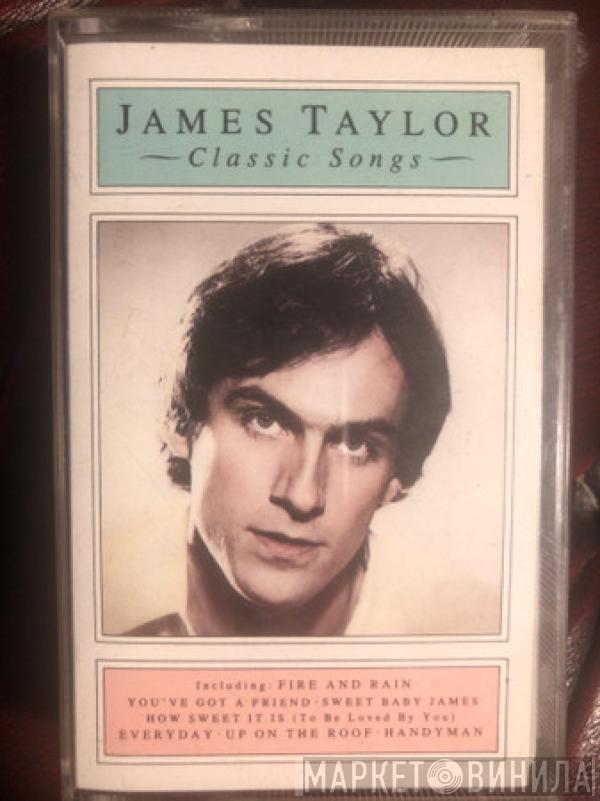 JAMES TAYLOR
Classic Songs
Including: FIRE AND RAIN
YOU'VE GOT A FRIEND · SWEET BABY JAMES
HOW SWEET IT IS (To Be Loved By You)
EVERYDAY · UP ON THE ROOF · HANDYMAN
МАРКЕТ ВИНИЛА